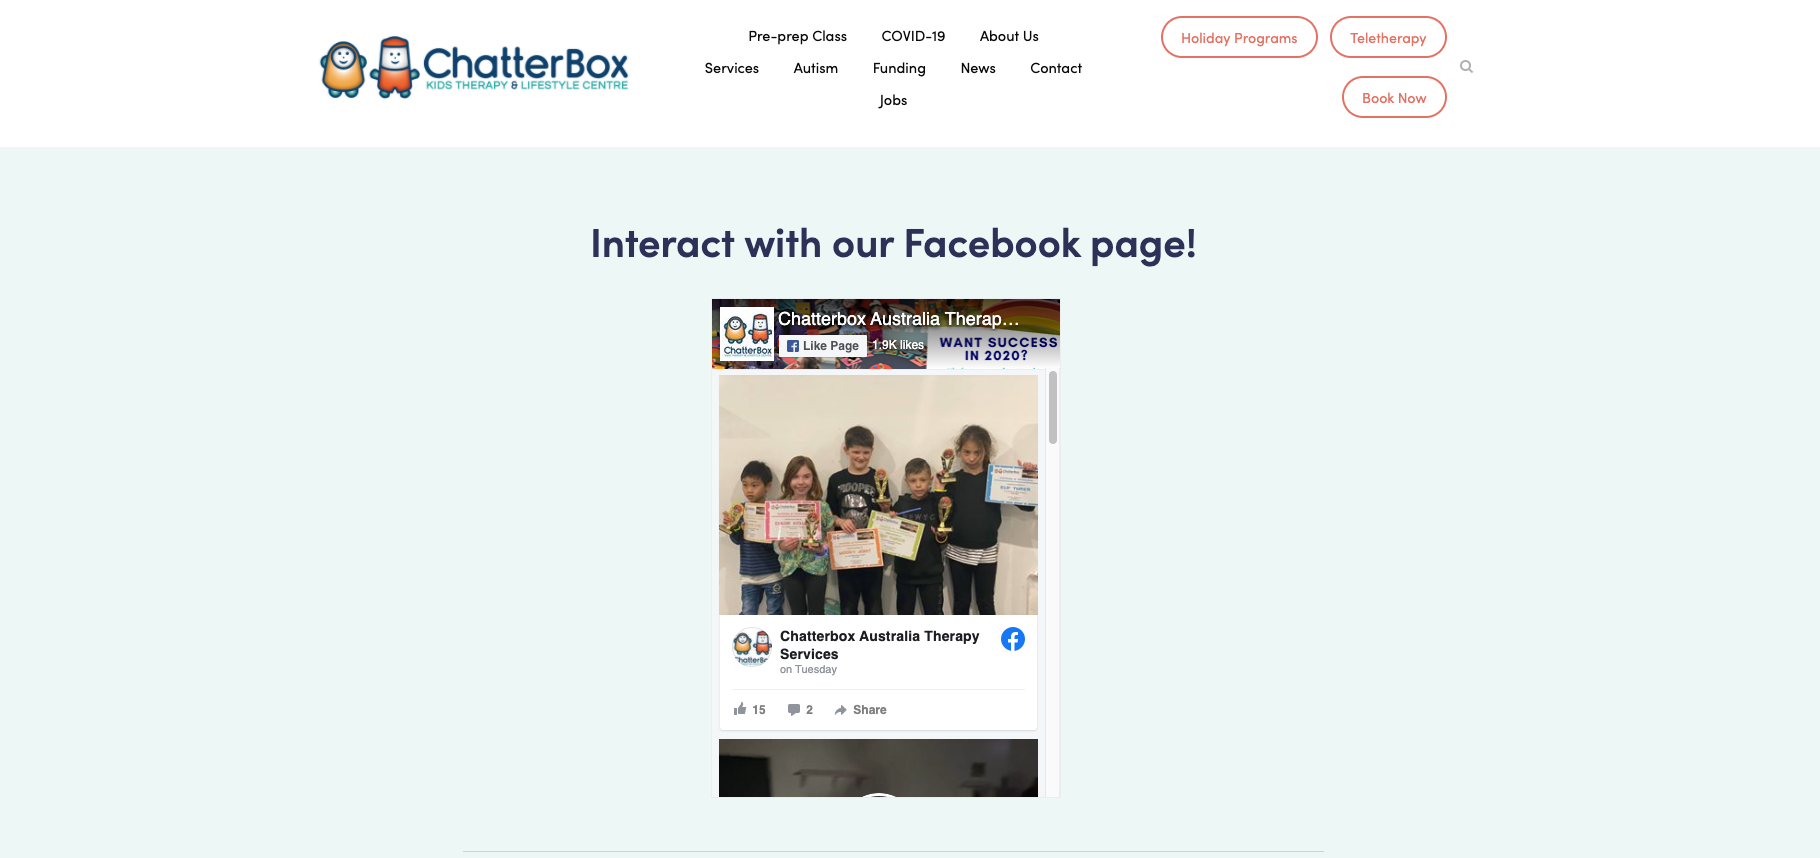 Pre-prep Class COVID-19 About Us
Services Autism Funding News Contact
Jobs
Holiday Programs Teletherapy
Book Now
ChatterBox
KIDS THERAPY & LIFESTYLE CENTRE
Interact with our Facebook page!
Chatterbox Australia Therap...
Like Page 1.9K likes
ChatterBox
WANT SUCCESS
IN 2020?
Chatterbox Australia Therapy
Services
on Tuesday
15 2 Share